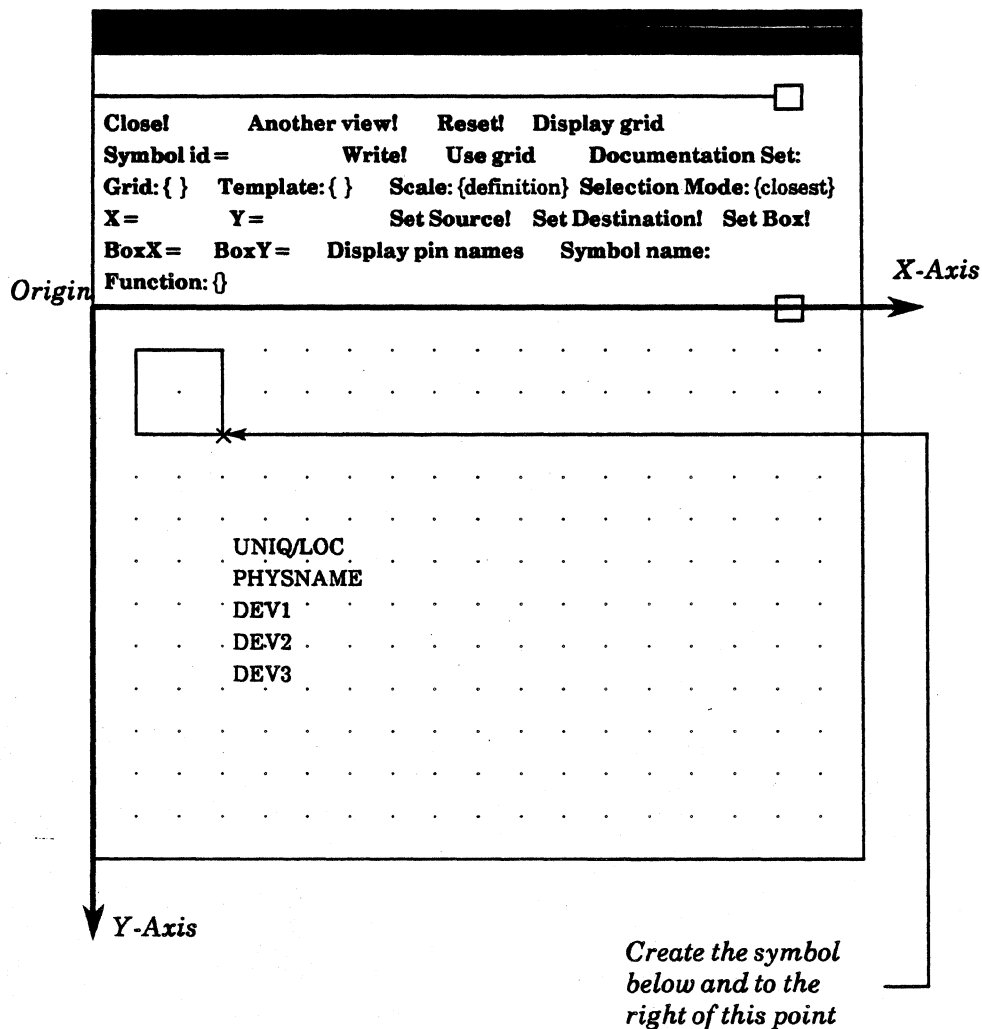 Close! Another view! Reset! Display grid
Symbol id = Write! Use grid Documentation Set:
Grid: { } Template: { } Scale: {definition} Selection Mode: {closest}
X = Y = Set Source! Set Destination! Set Box!
BoxX = BoxY = Display pin names Symbol name:
Function: {}
Origin
X-Axis
UNIQ/LOC
PHYSNAME
DEV1
DEV2
DEV3
Y-Axis
Create the symbol
below and to the
right of this point